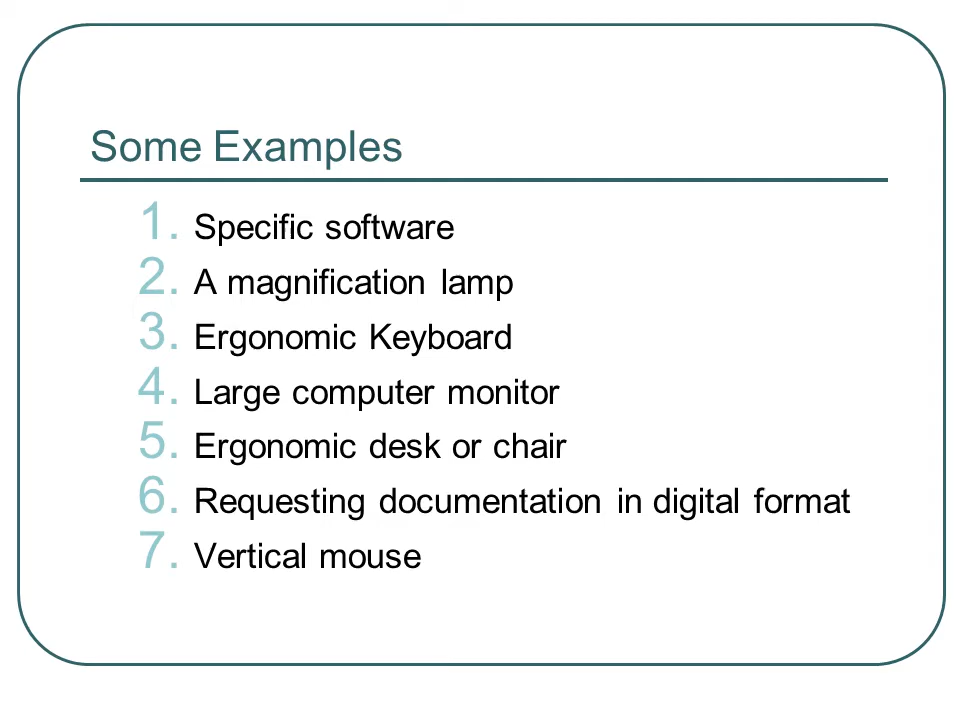 Some Examples
1. Specific software
2. A magnification lamp
3. Ergonomic Keyboard
4. Large computer monitor
5. Ergonomic desk or chair
6. Requesting documentation in digital format
7. Vertical mouse